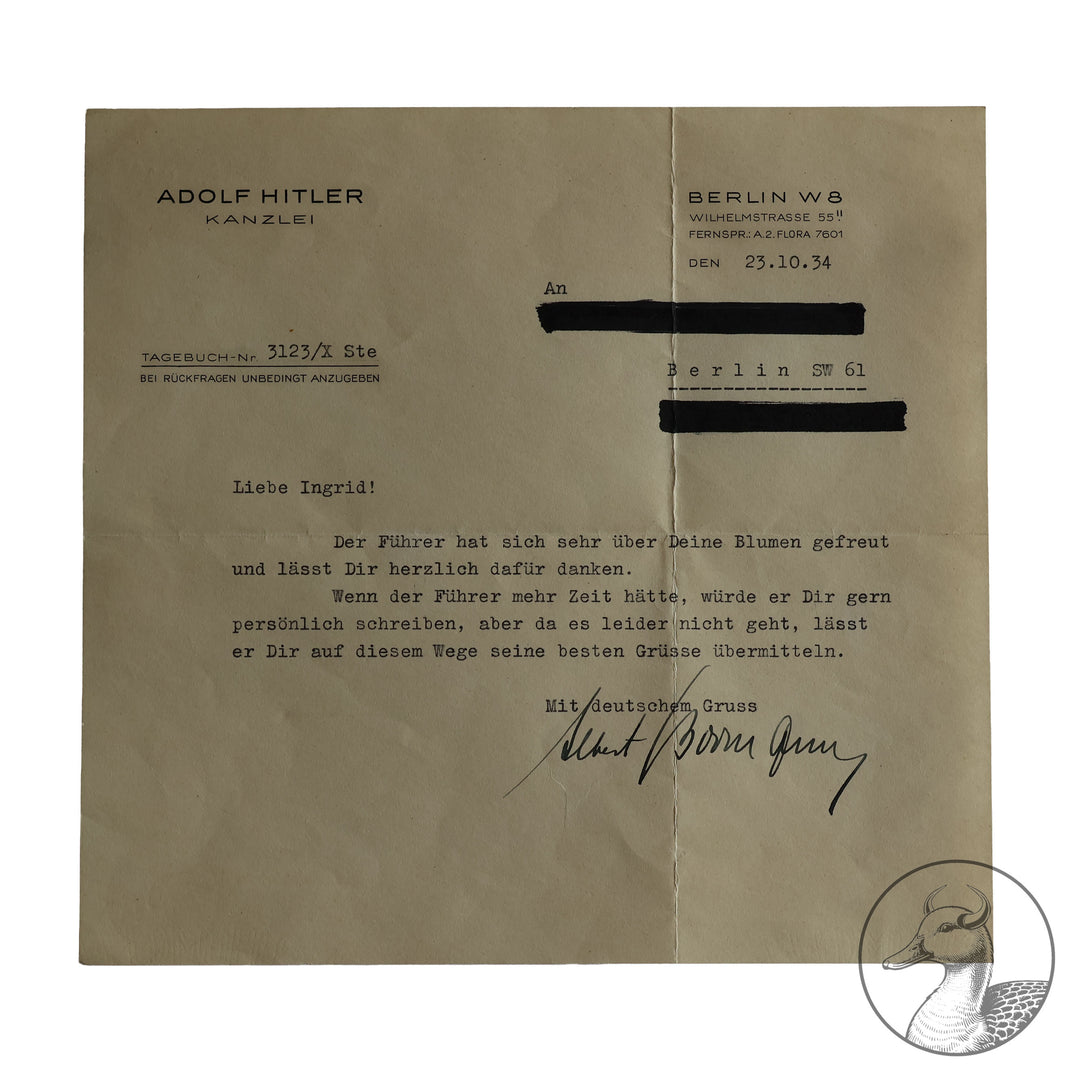 ADOLF HITLER
KANZLEI
BERLIN W8
WILHELMSTRASSE 55 II
FERNSPR.: A.2. FLORA 7601
DEN 23.10.34
An
TAGEBUCH-Nr. 3123/X Ste
BEI RÜCKFRAGEN UNBEDINGT ANZUGEBEN
Berlin SW 61
Liebe Ingrid!
Der Führer hat sich sehr über Deine Blumen gefreut
und lässt Dir herzlich dafür danken.
Wenn der Führer mehr Zeit hätte, würde er Dir gern
persönlich schreiben, aber da es leider nicht geht, lässt
er Dir auf diesem Wege seine besten Grüsse übermitteln.
Mit deutschem Gruss
Albert Bormann